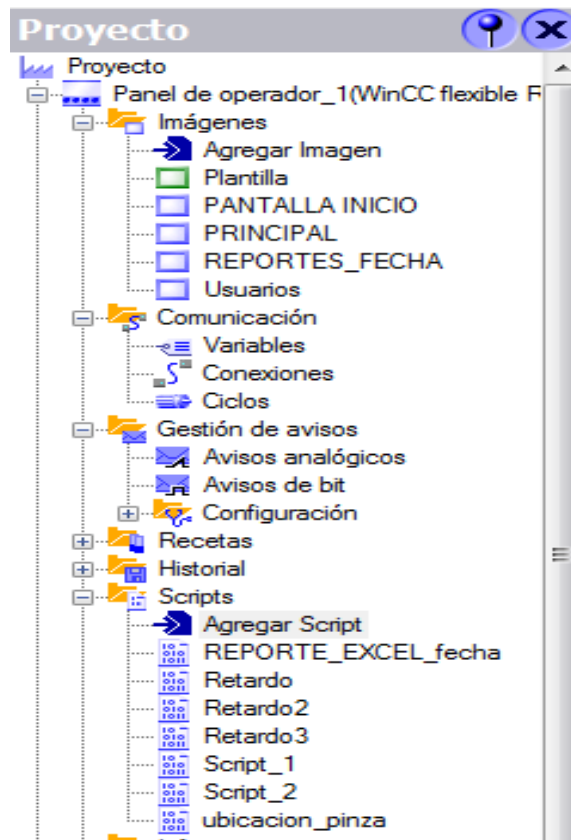 Proyecto
Proyecto
Panel de operador_1(WinCC flexible R
Imágenes
Agregar Imagen
Plantilla
PANTALLA INICIO
PRINCIPAL
REPORTES_FECHA
Usuarios
Comunicación
Variables
Conexiones
Ciclos
Gestión de avisos
Avisos analógicos
Avisos de bit
Configuración
Recetas
Historial
Scripts
Agregar Script
REPORTE_EXCEL_fecha
Retardo
Retardo2
Retardo3
Script_1
Script_2
ubicacion_pinza